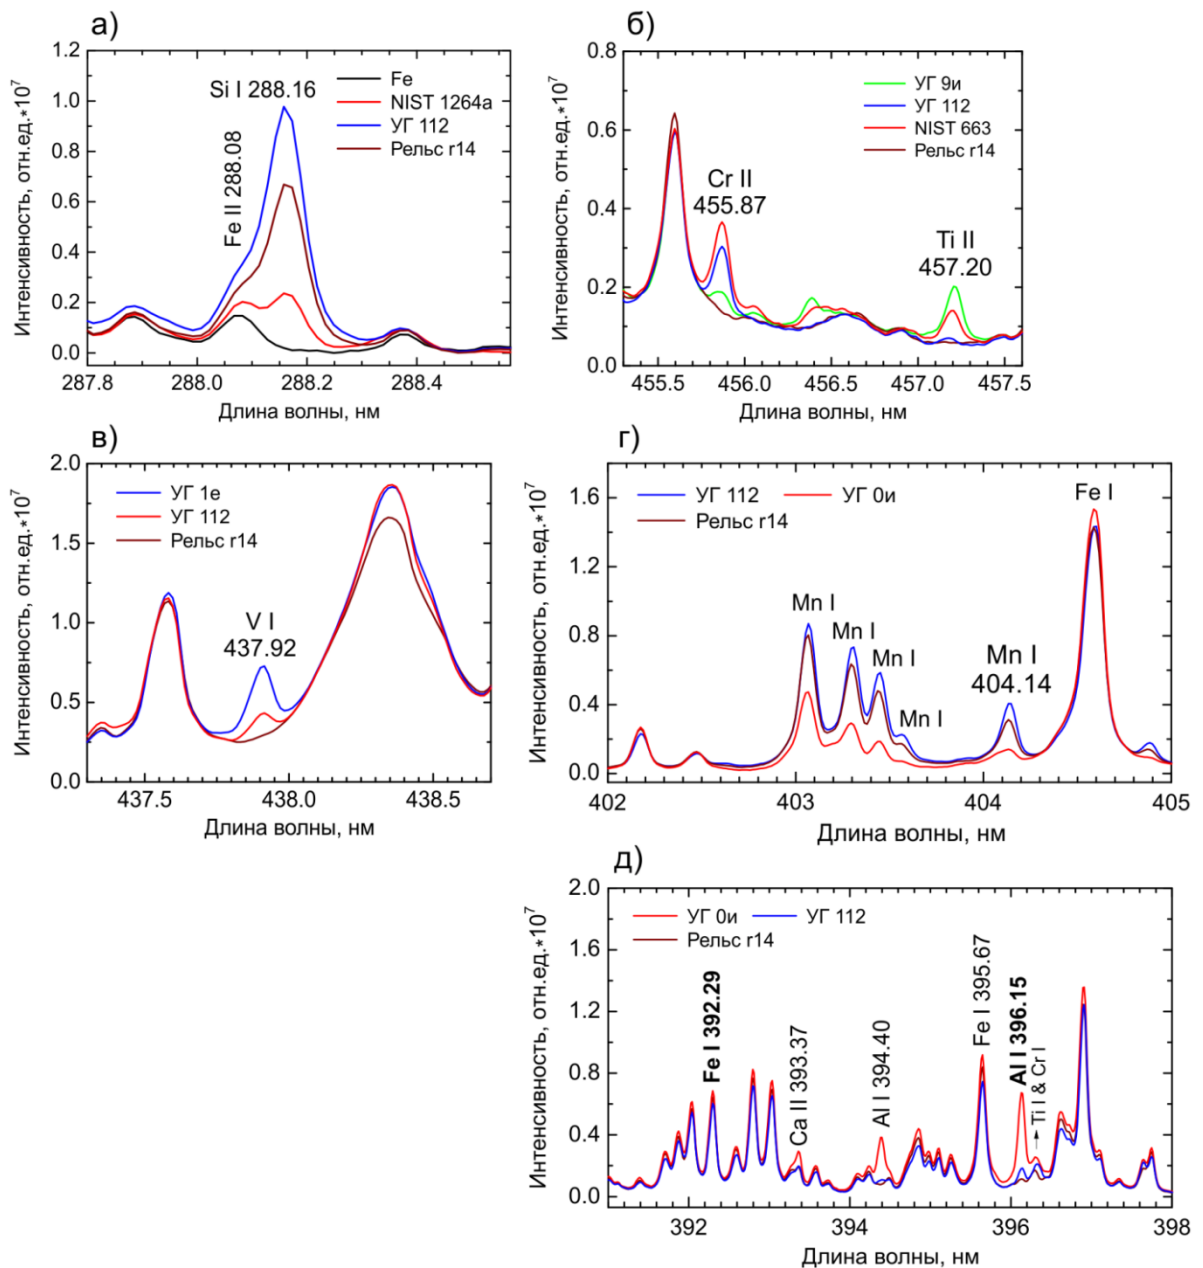 а)
Интенсивность, отн.ед.*10⁷
1.2
1.0
0.8
0.6
0.4
0.2
0.0
Si I 288.16
Fe II 288.08
Fe
NIST 1264a
УГ 112
Рельс r14
287.8 288.0 288.2 288.4
Длина волны, нм
б)
Интенсивность, отн.ед.*10⁷
0.8
0.6
0.4
0.2
0.0
УГ 9и
УГ 112
NIST 663
Рельс r14
Cr II
455.87
Ti II
457.20
455.5 456.0 456.5 457.0 457.5
Длина волны, нм
в)
Интенсивность, отн.ед.*10⁷
2.0
1.5
1.0
0.5
0.0
УГ 1е
УГ 112
Рельс r14
V I
437.92
437.5 438.0 438.5
Длина волны, нм
г)
Интенсивность, отн.ед.*10⁷
1.6
1.2
0.8
0.4
0.0
УГ 112 УГ 0и
Рельс r14
Fe I
Mn I
Mn I
Mn I
Mn I
Mn I
404.14
402 403 404 405
Длина волны, нм
д)
Интенсивность, отн.ед.*10⁷
2.0
1.6
1.2
0.8
0.4
0.0
УГ 0и УГ 112
Рельс r14
Fe I 392.29
Ca II 393.37
Al I 394.40
Fe I 395.67
Al I 396.15
Ti I & Cr I
392 394 396 398
Длина волны, нм